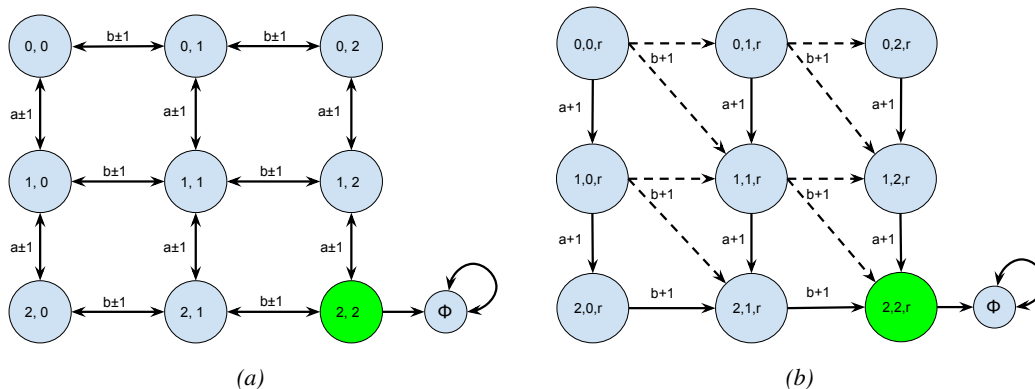 0, 0 b±1 0, 1 b±1 0, 2
a±1 a±1 a±1
1, 0 b±1 1, 1 b±1 1, 2
a±1 a±1 a±1
2, 0 b±1 2, 1 b±1 2, 2 Φ
(a)
0,0,r b+1 0,1,r b+1 0,2,r
a+1 a+1 a+1
1,0,r b+1 1,1,r b+1 1,2,r
a+1 a+1 a+1
2,0,r b+1 2,1,r b+1 2,2,r Φ
(b)